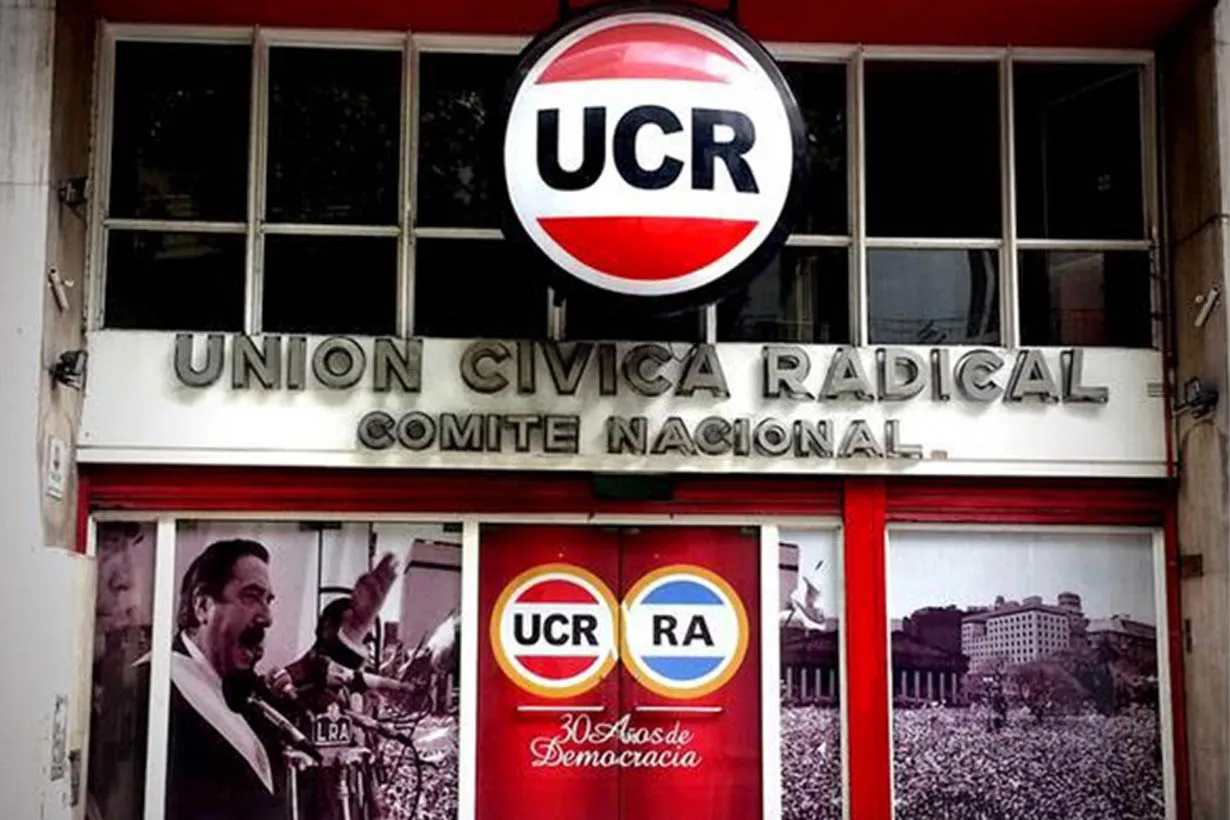 UCR
UNION CIVICA RADICAL
COMITE NACIONAL
UCR RA
LRA
30 Años de
Democracia